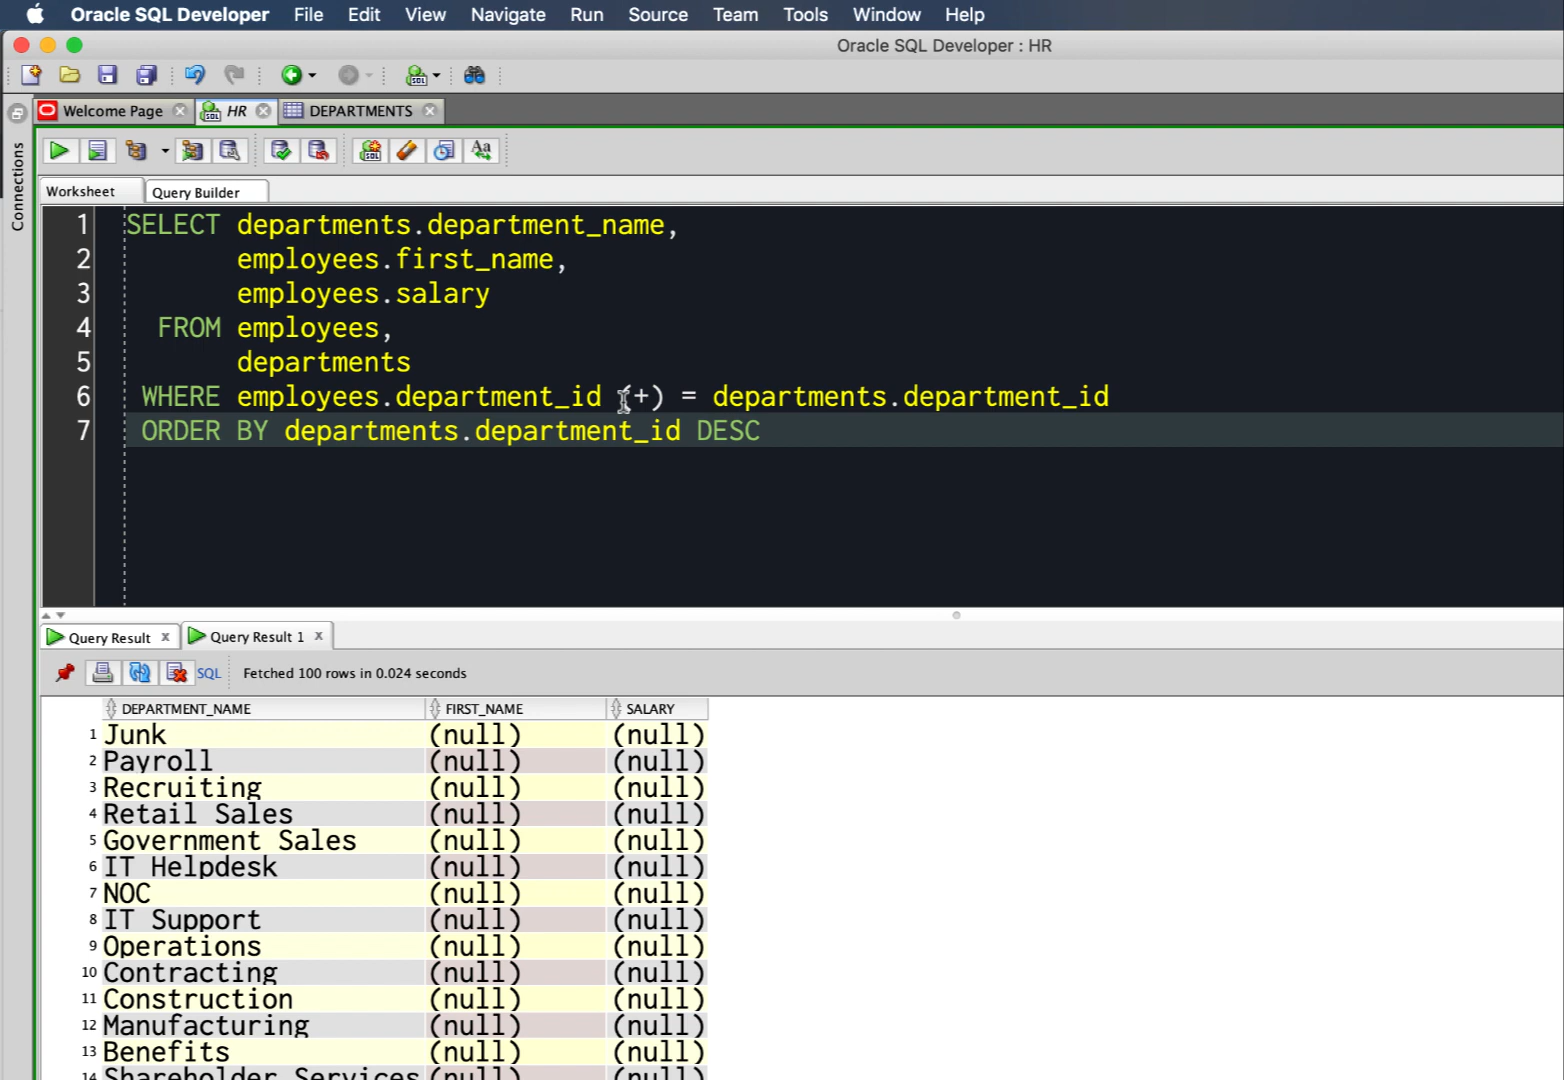 Oracle SQL Developer File Edit View Navigate Run Source Team Tools Window Help
Oracle SQL Developer : HR
Welcome Page HR DEPARTMENTS
Connections
Worksheet Query Builder
1 SELECT departments.department_name,
2 employees.first_name,
3 employees.salary
4 FROM employees,
5 departments
6 WHERE employees.department_id (+) = departments.department_id
7 ORDER BY departments.department_id DESC
Query Result Query Result 1
SQL Fetched 100 rows in 0.024 seconds
DEPARTMENT_NAME FIRST_NAME SALARY
1 Junk (null) (null)
2 Payroll (null) (null)
3 Recruiting (null) (null)
4 Retail Sales (null) (null)
5 Government Sales (null) (null)
6 IT Helpdesk (null) (null)
7 NOC (null) (null)
8 IT Support (null) (null)
9 Operations (null) (null)
10 Contracting (null) (null)
11 Construction (null) (null)
12 Manufacturing (null) (null)
13 Benefits (null) (null)
14 Shareholder Services (null) (null)